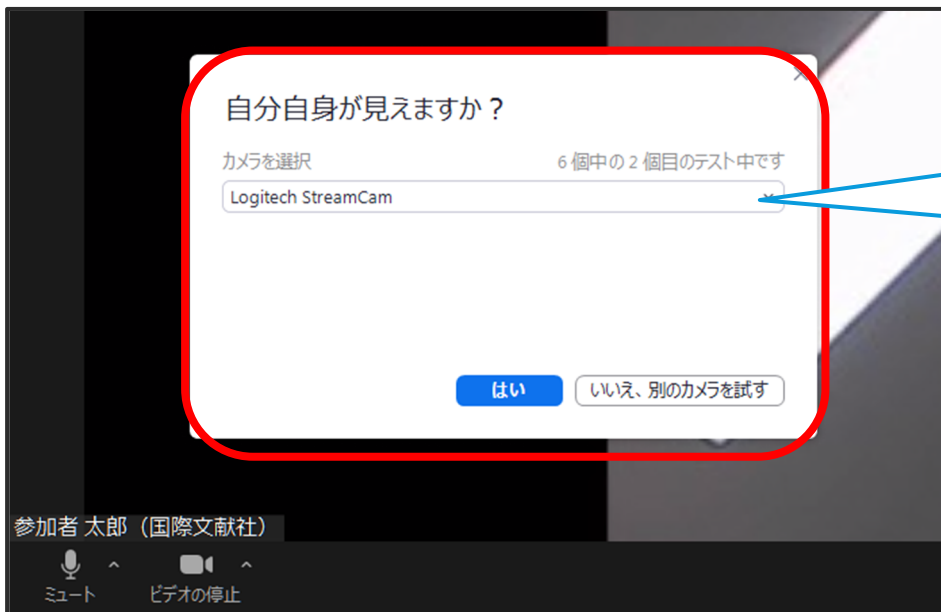 自分自身が見えますか？
カメラを選択
6 個中の 2 個目のテスト中です
Logitech StreamCam
はい
いいえ、別のカメラを試す
参加者 太郎（国際文献社）
ミュート
ビデオの停止